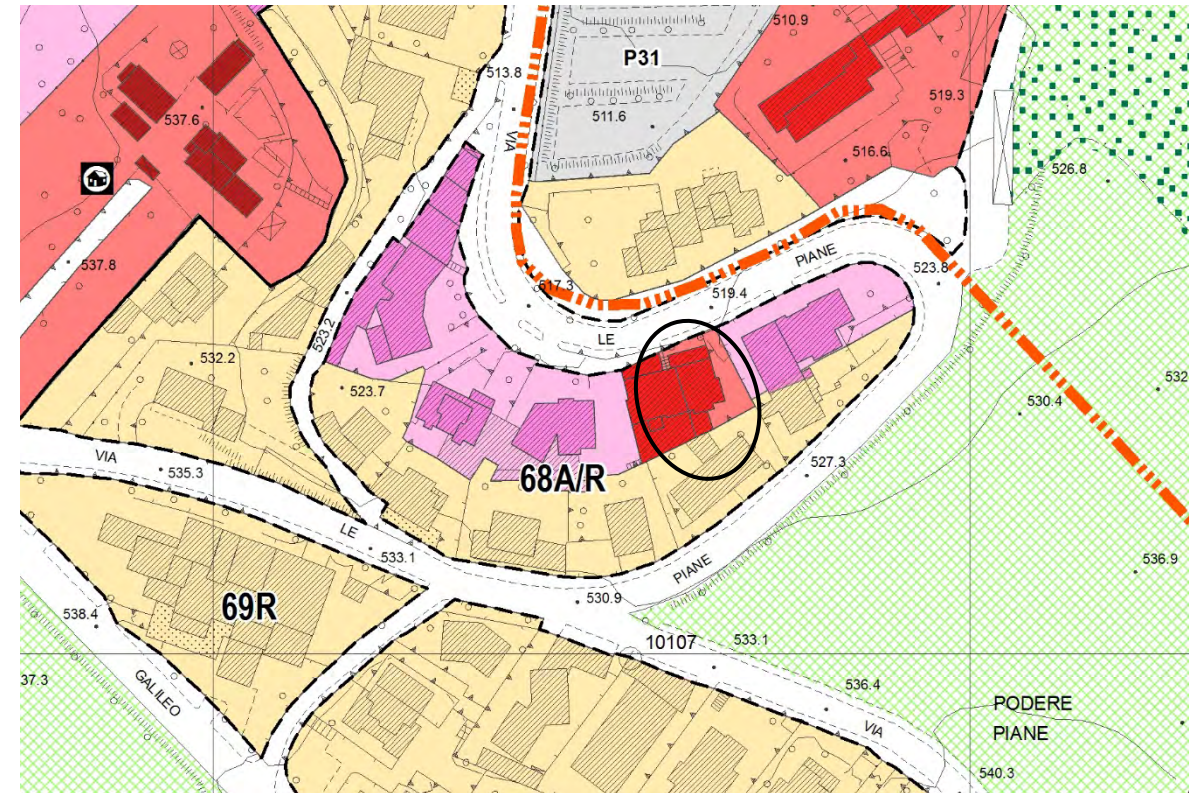 510.9
P31
513.8
519.3
537.6
VIA
511.6
516.6
526.8
537.8
PIANE
523.8
517.3
519.4
523.2
LE
532.2
532
523.7
530.4
VIA
535.3
68A/R
527.3
LE
533.1
PIANE
536.9
69R
530.9
538.4
10107
533.1
37.3
GALILEO
536.4
PODERE
PIANE
VIA
540.3